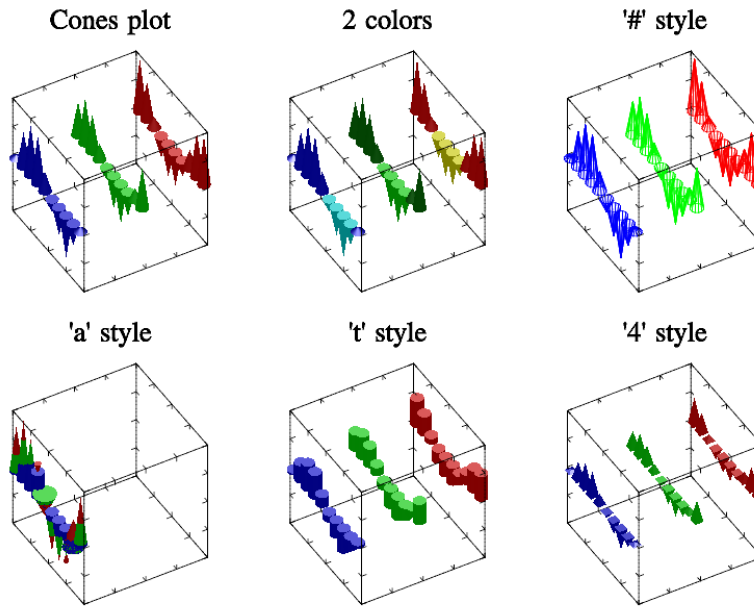 Cones plot
2 colors
'#' style
'a' style
't' style
'4' style